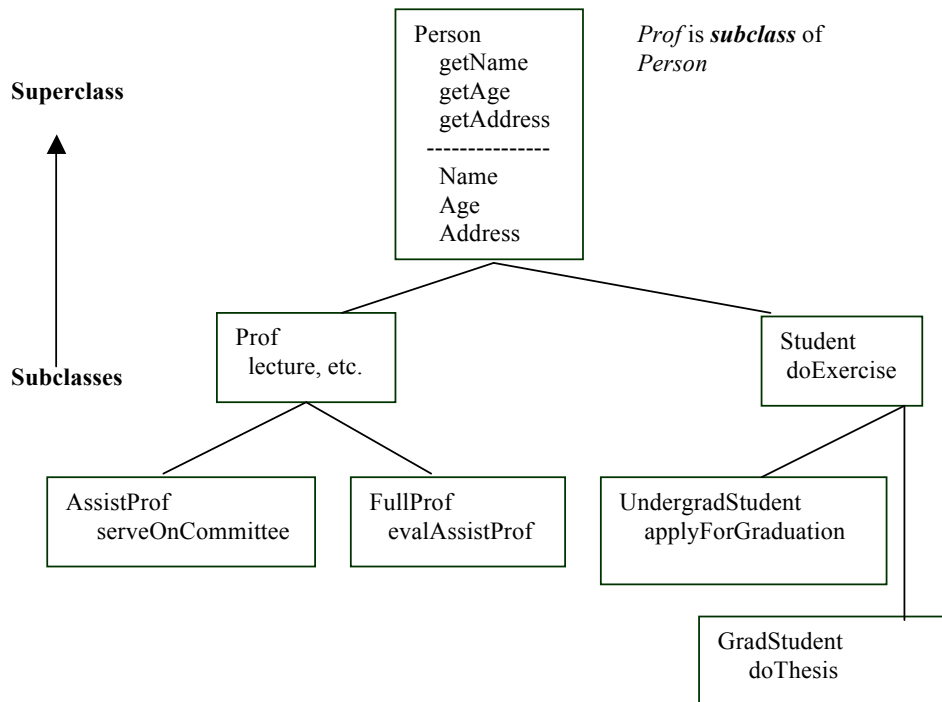 Person
getName
getAge
getAddress
---------------
Name
Age
Address
Prof is subclass of
Person
Superclass
Subclasses
Prof
lecture, etc.
Student
doExercise
AssistProf
serveOnCommittee
FullProf
evalAssistProf
UndergradStudent
applyForGraduation
GradStudent
doThesis